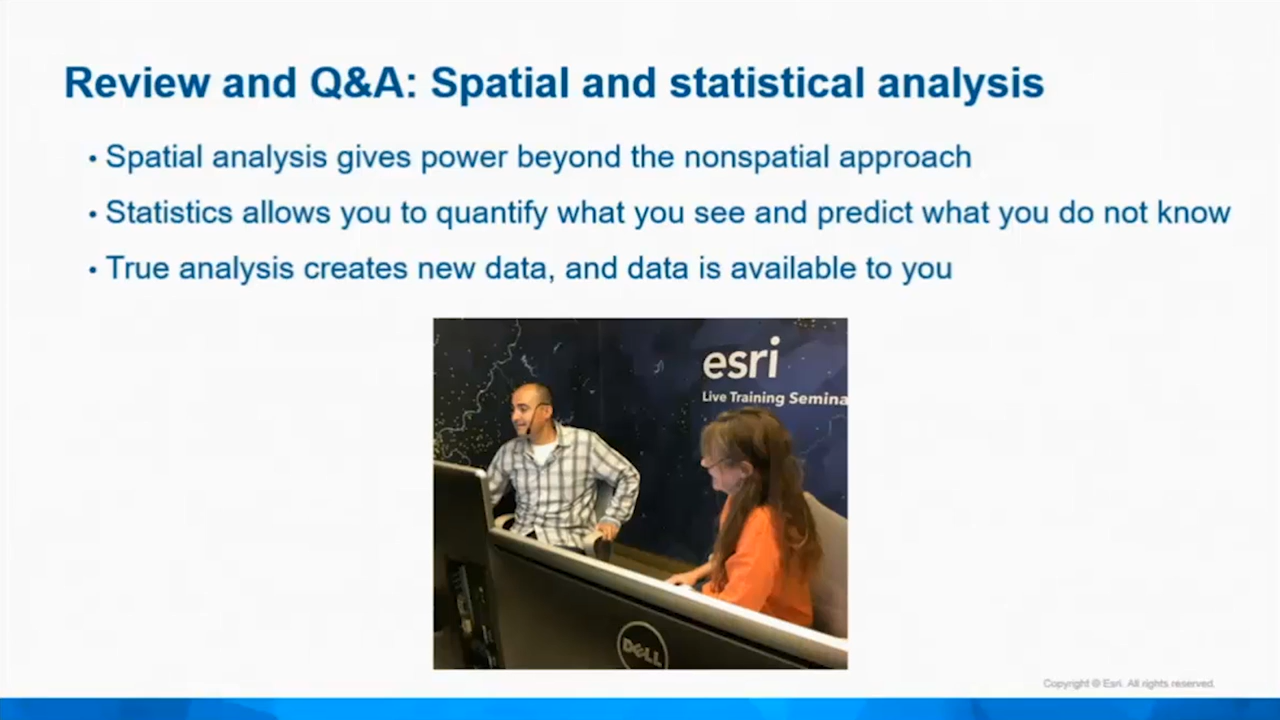 Review and Q&A: Spatial and statistical analysis
• Spatial analysis gives power beyond the nonspatial approach
• Statistics allows you to quantify what you see and predict what you do not know
• True analysis creates new data, and data is available to you
esri
Live Training Semina
DELL
Copyright © Esri. All rights reserved.